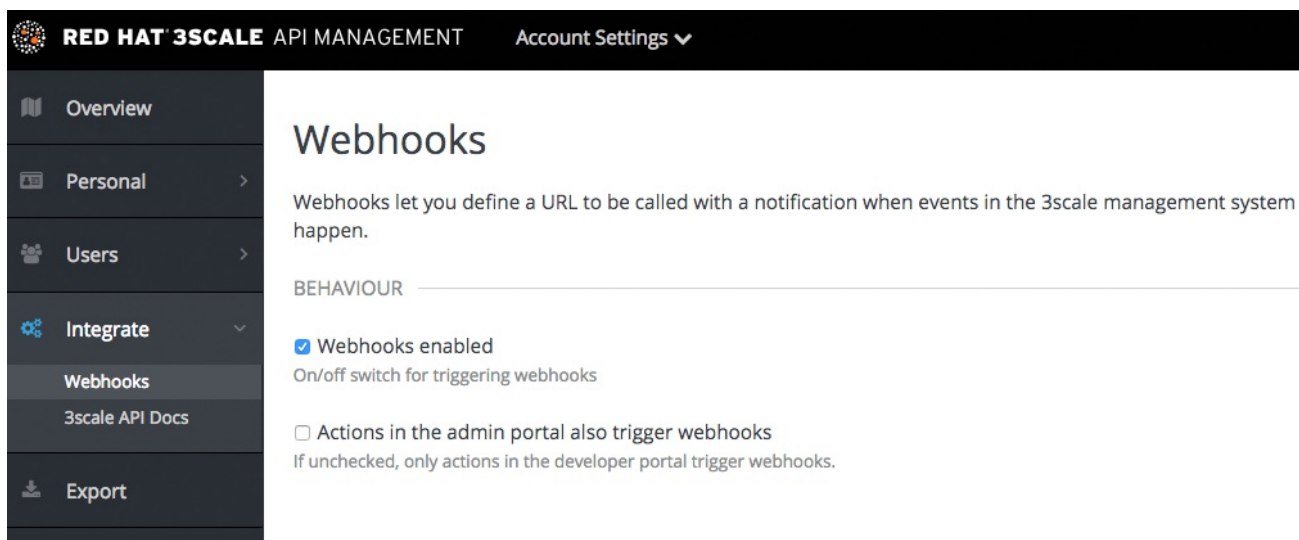 RED HAT 3SCALE API MANAGEMENT Account Settings
Overview
Personal
Users
Integrate
Webhooks
3scale API Docs
Export
Webhooks
Webhooks let you define a URL to be called with a notification when events in the 3scale management system
happen.
BEHAVIOUR
Webhooks enabled
On/off switch for triggering webhooks
Actions in the admin portal also trigger webhooks
If unchecked, only actions in the developer portal trigger webhooks.